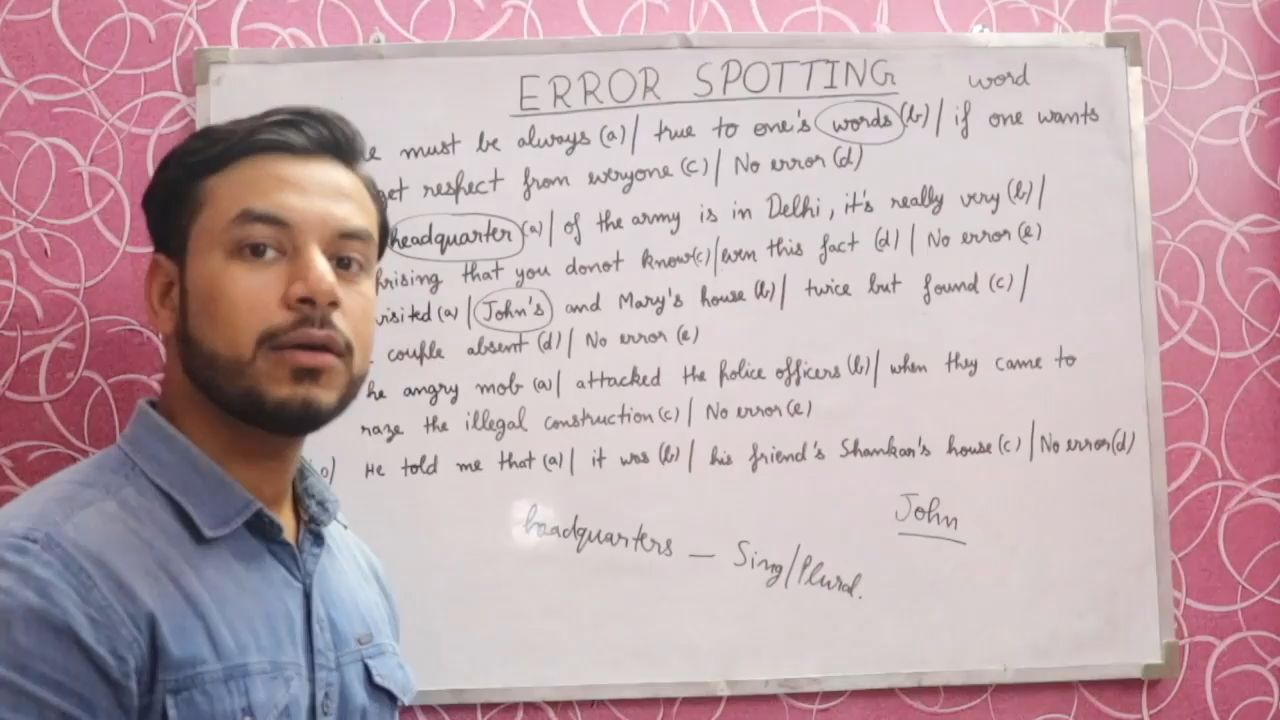 ERROR SPOTTING word
must be always (a)/ true to one's words (b)/ if one wants
get respect from everyone (c)/ No error (d)
headquarter (a)/ of the army is in Delhi, it's really very (b)/
rising that you donot know (c)/ even this fact (d) / No error (e)
visited (a) / John's and Mary's house (b)/ twice but found (c) /
couple absent (d)/ No error (e)
he angry mob (a)/ attacked the police officers (b)/ when they came to
raze the illegal construction (c) / No error (e)
He told me that (a)/ it was (b)/ his friend's Shankar's house (c) / No error (d)
John
headquarters — Sing/Plural.